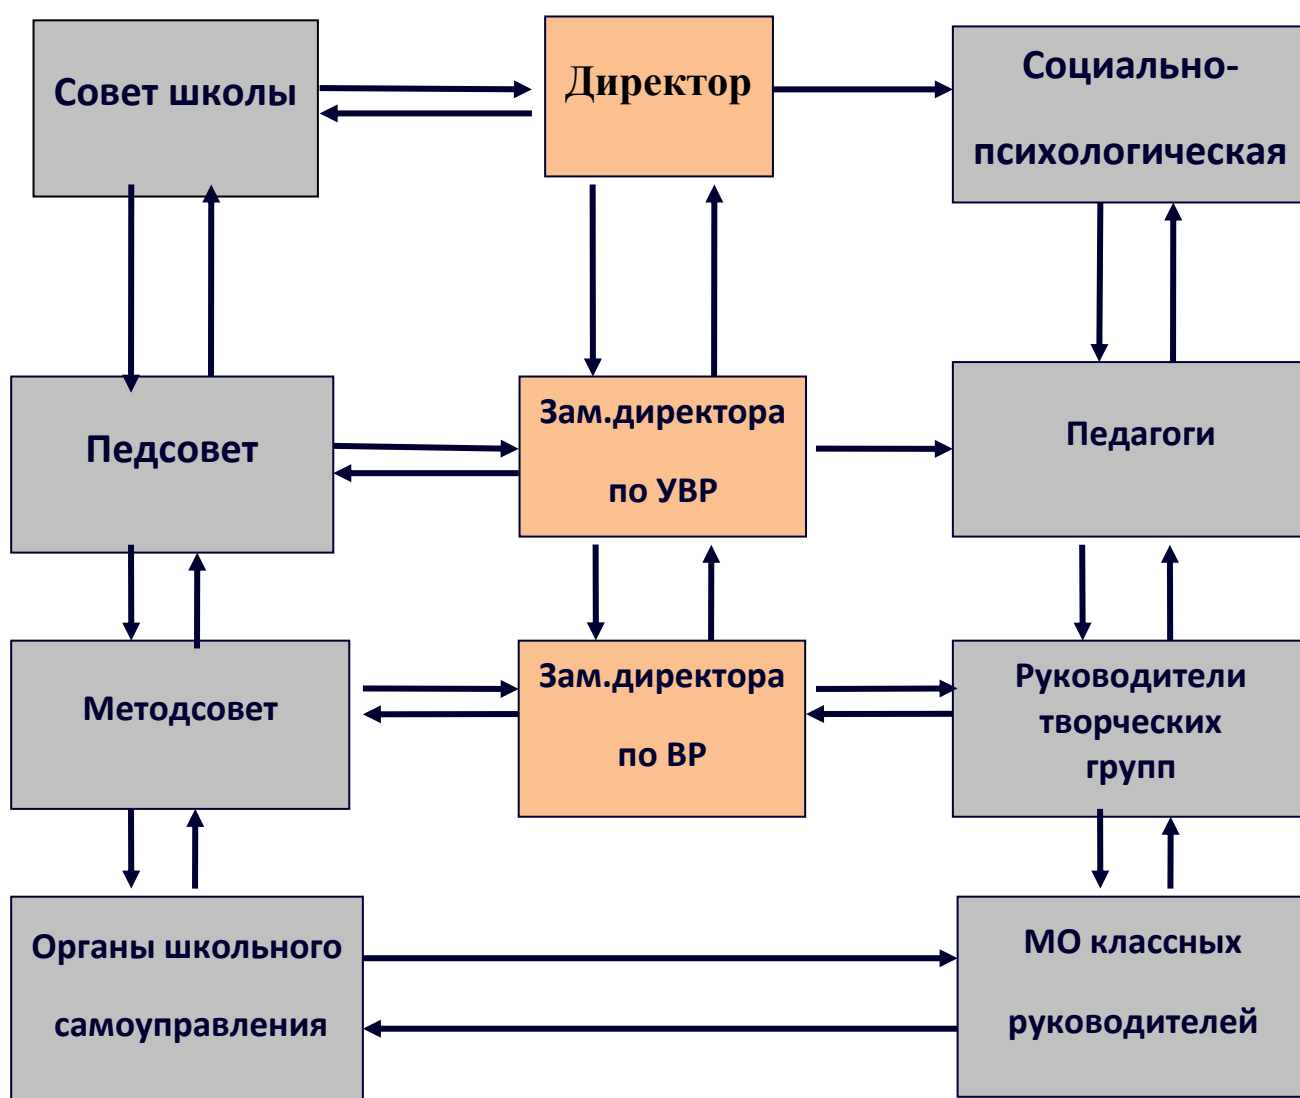 Совет школы
Директор
Социально-
психологическая
Педсовет
Зам.директора
по УВР
Педагоги
Методсовет
Зам.директора
по ВР
Руководители
творческих
групп
Органы школьного
самоуправления
МО классных
руководителей